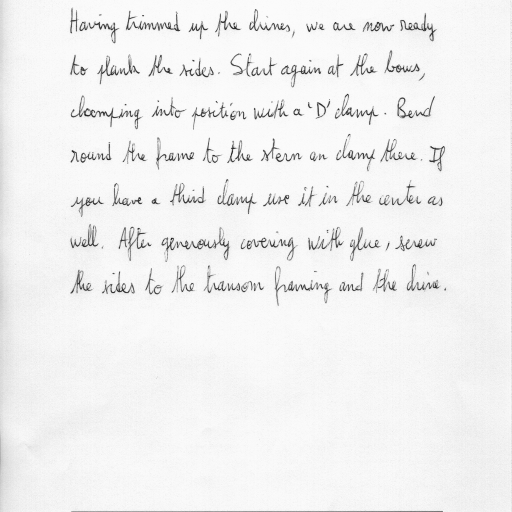 Having trimmed up the chines, we are now ready
to plank the sides. Start again at the bows,
clamping into position with a 'D' clamp. Bend
round the frame to the stern an clamp there. If
you have a third clamp use it in the center as
well. After generously covering with glue, screw
the sides to the transom framing and the chine.